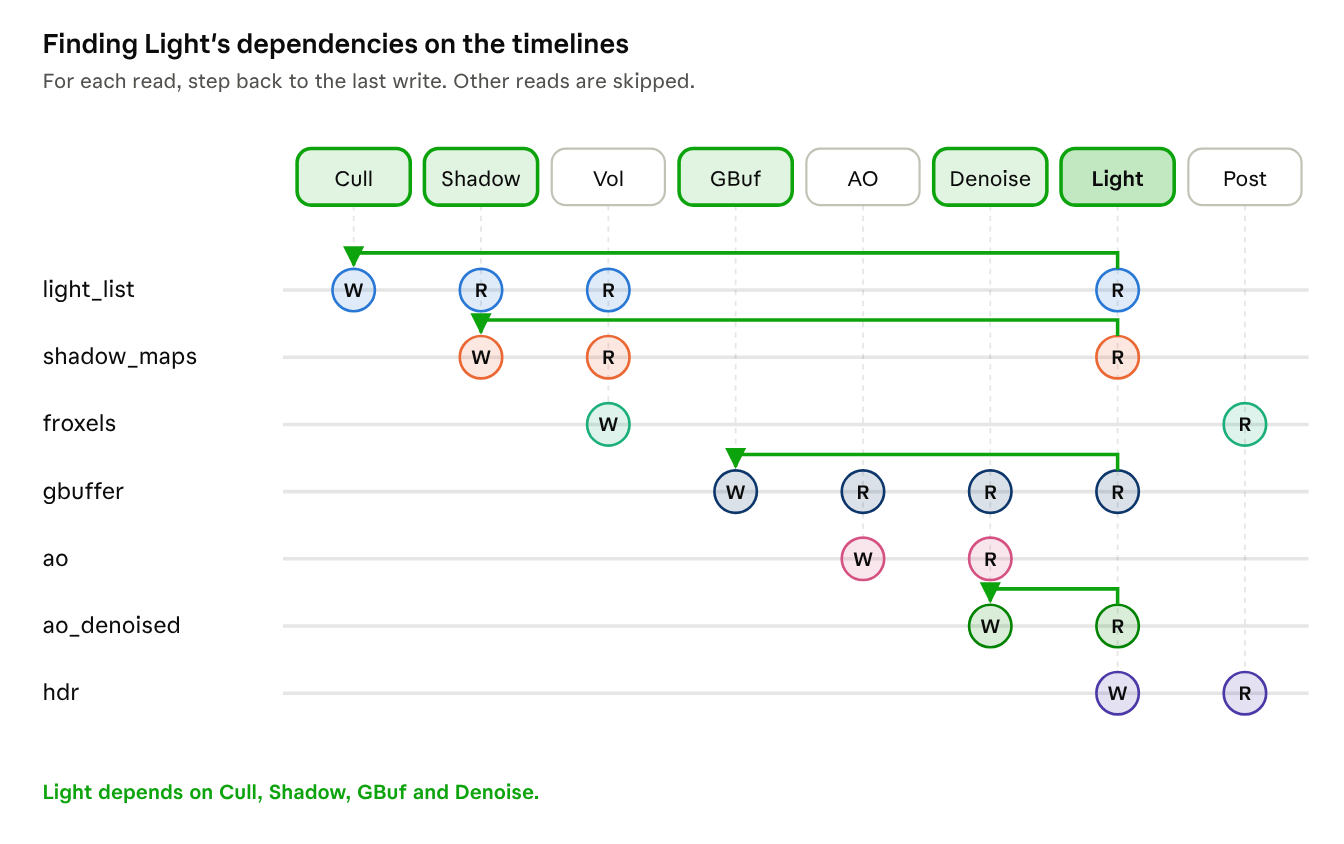 Finding Light's dependencies on the timelines
For each read, step back to the last write. Other reads are skipped.
Cull Shadow Vol GBuf AO Denoise Light Post
light_list W R R R
shadow_maps W R R
froxels W R
gbuffer W R R R
ao W R
ao_denoised W R
hdr W R
Light depends on Cull, Shadow, GBuf and Denoise.